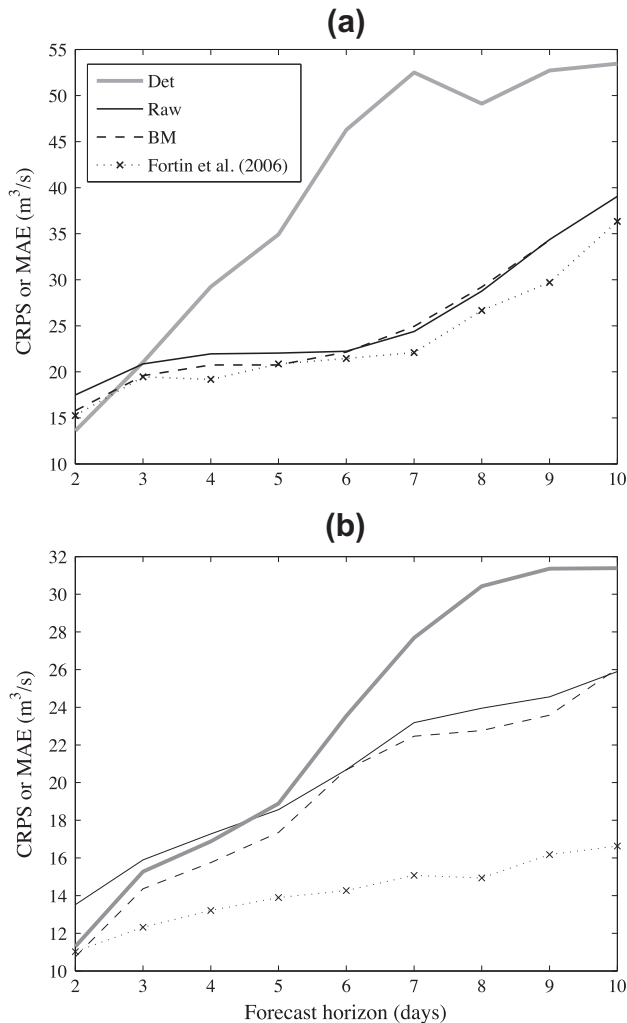 (a)
CRPS or MAE (m³/s)
55
50
45
40
35
30
25
20
15
10
Det
Raw
BM
Fortin et al. (2006)
2 3 4 5 6 7 8 9 10
(b)
CRPS or MAE (m³/s)
32
30
28
26
24
22
20
18
16
14
12
10
2 3 4 5 6 7 8 9 10
Forecast horizon (days)